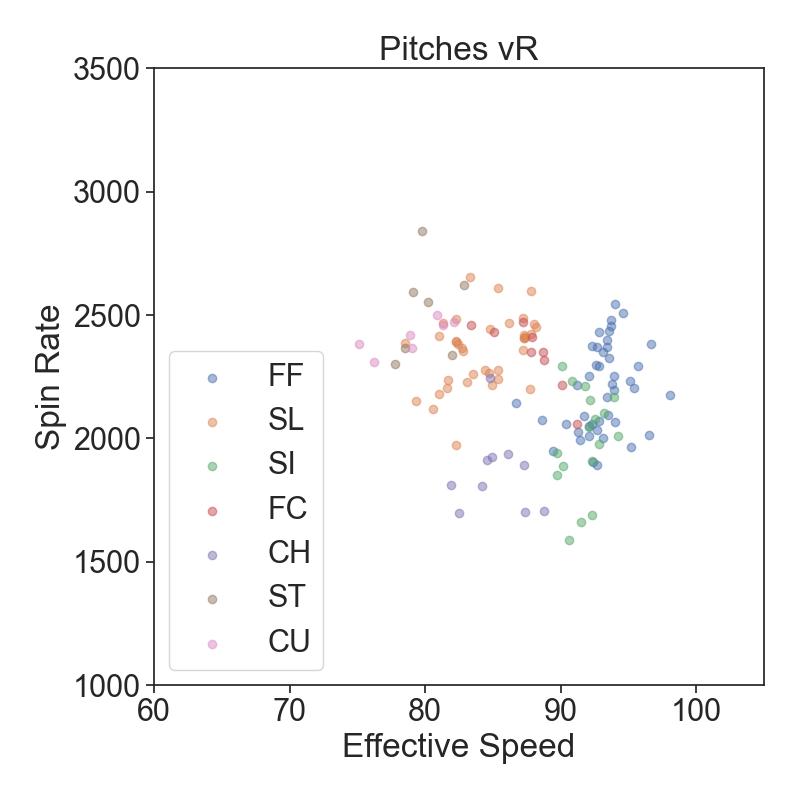 Pitches vR
3500
3000
2500
2000
1500
1000
Spin Rate
FF
SL
SI
FC
CH
ST
CU
60 70 80 90 100
Effective Speed